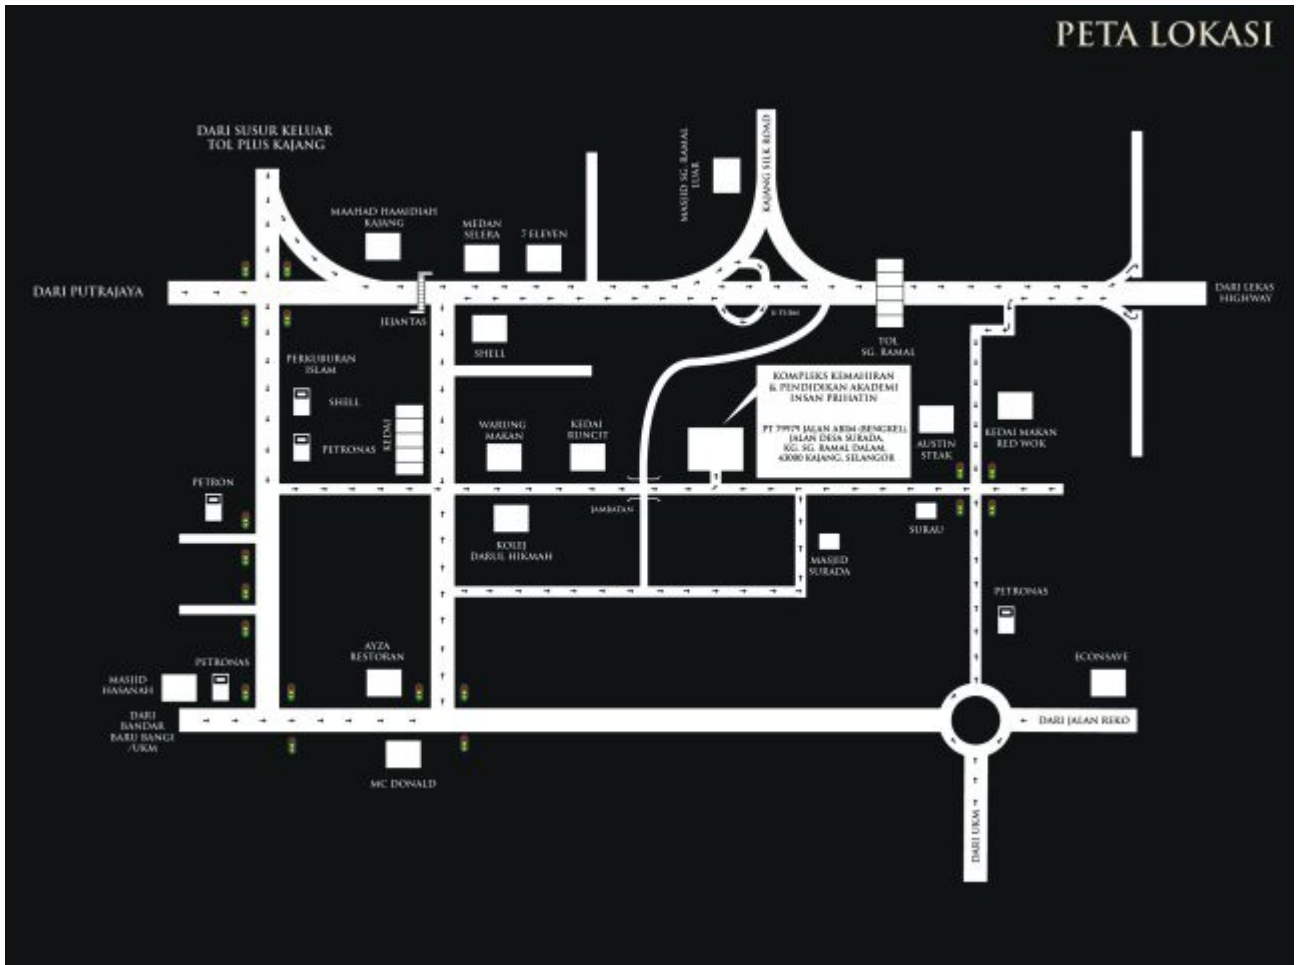 PETA LOKASI
DARI SUSUR KELUAR
TOL PLUS KAJANG
MASJID SG. RAMAL
LUAR
KAJANG SILK ROAD
MAAHAD HAMIDIAH
KAJANG
MEDAN
SELERA
7 ELEVEN
DARI PUTRAJAYA
DARI LEKAS
HIGHWAY
JEJANTAS
U-TURN
SHELL
TOL
SG. RAMAL
PERKUBURAN
ISLAM
SHELL
PETRONAS
KEDAI
KOMPLEKS KEMAHIRAN
& PENDIDIKAN AKADEMI
INSAN PRIHATIN
PT 79979 JALAN ABIM (BENGKEL),
JALAN DESA SURADA,
KG. SG. RAMAL DALAM,
43000 KAJANG, SELANGOR
WARUNG
MAKAN
KEDAI
RUNCIT
AUSTIN
STEAK
KEDAI MAKAN
RED WOK
PETRON
JAMBATAN
SURAU
KOLEJ
DARUL HIKMAH
MASJID
SURADA
PETRONAS
AYZA
RESTORAN
ECONSAVE
PETRONAS
MASJID
HASANAH
DARI
BANDAR
BARU BANGI
/UKM
DARI JALAN REKO
MC DONALD
DARI UKM